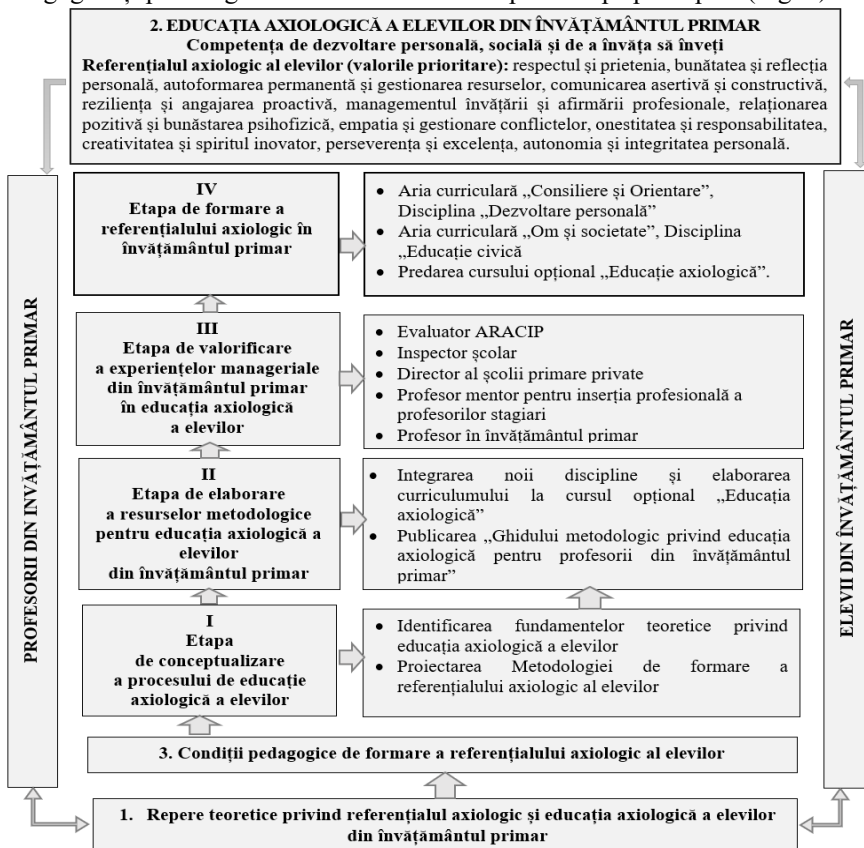 2. EDUCAȚIA AXIOLOGICĂ A ELEVILOR DIN ÎNVĂȚĂMÂNTUL PRIMAR
Competența de dezvoltare personală, socială și de a învăța să înveți
Referențialul axiologic al elevilor (valorile prioritare): respectul și prietenia, bunătatea și reflecția
personală, autoformarea permanentă și gestionarea resurselor, comunicarea asertivă și constructivă,
reziliența și angajarea proactivă, managementul învățării și afirmării profesionale, relaționarea
pozitivă și bunăstarea psihofizică, empatia și gestionare conflictelor, onestitatea și responsabilitatea,
creativitatea și spiritul inovator, perseverența și excelența, autonomia și integritatea personală.
PROFESORII DIN INVĂȚĂMÂNTUL PRIMAR
IV
Etapa de formare a
referențialului axiologic în
învățământul primar
• Aria curriculară „Consiliere și Orientare”,
Disciplina „Dezvoltare personală”
• Aria curriculară „Om și societate”, Disciplina
„Educație civică
• Predarea cursului opțional „Educație axiologică”.
III
Etapa de valorificare
a experiențelor manageriale
din învățământul primar
în educația axiologică
a elevilor
• Evaluator ARACIP
• Inspector școlar
• Director al școlii primare private
• Profesor mentor pentru inserția profesională a
profesorilor stagiari
• Profesor în învățământul primar
II
Etapa de elaborare
a resurselor metodologice
pentru educația axiologică a
elevilor
din învățământul primar
• Integrarea noii discipline și elaborarea
curriculumului la cursul opțional „Educația
axiologică”
• Publicarea „Ghidului metodologic privind educația
axiologică pentru profesorii din învățământul
primar”
I
Etapa
de conceptualizare
a procesului de educație
axiologică a elevilor
• Identificarea fundamentelor teoretice privind
educația axiologică a elevilor
• Proiectarea Metodologiei de formare a
referențialului axiologic al elevilor
ELEVII DIN ÎNVĂȚĂMÂNTUL PRIMAR
3. Condiții pedagogice de formare a referențialului axiologic al elevilor
1. Repere teoretice privind referențialul axiologic și educația axiologică a elevilor
din învățământul primar